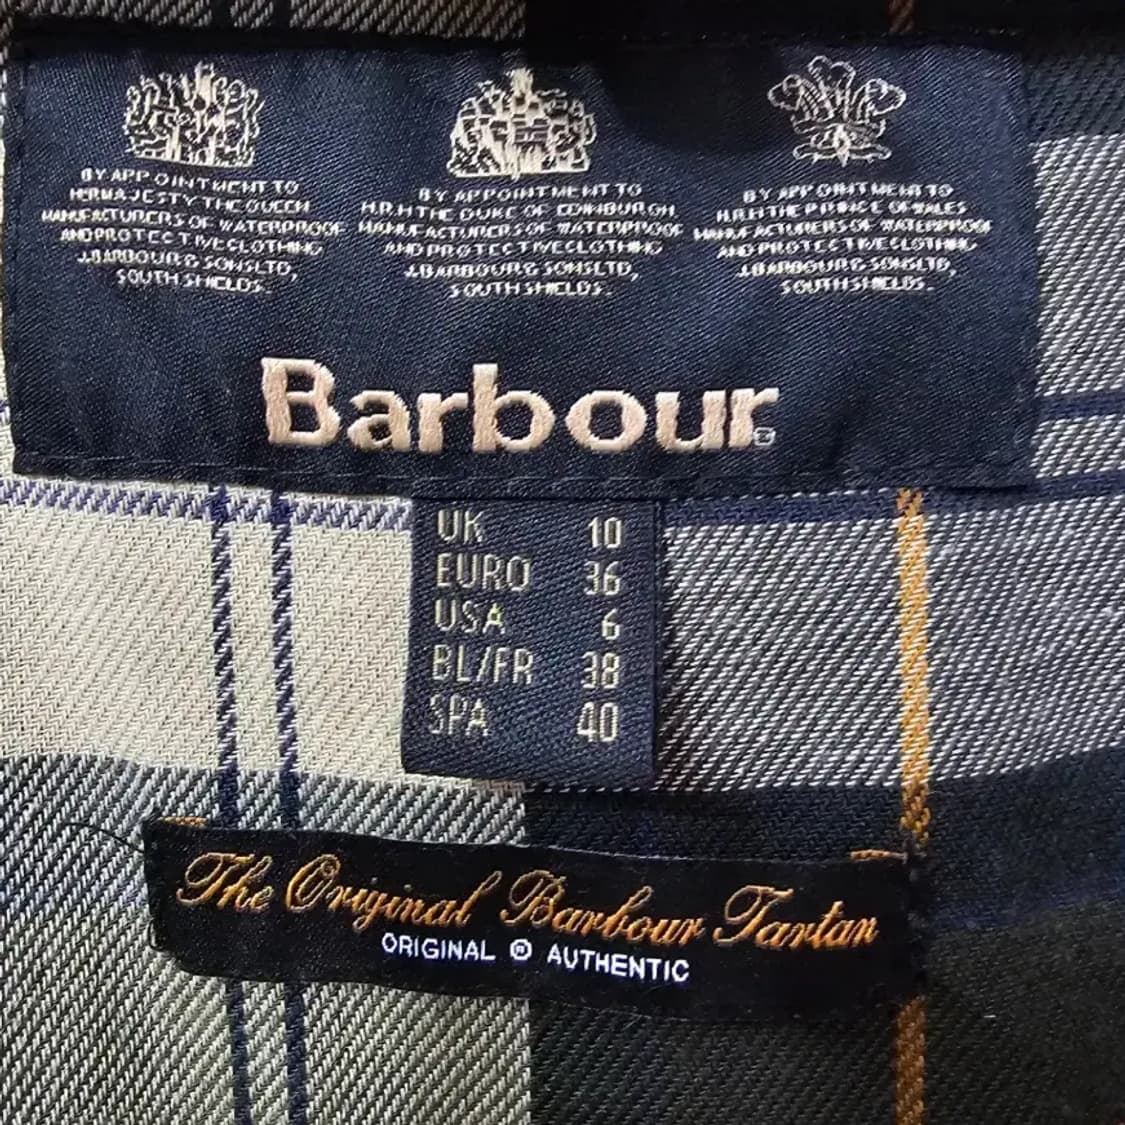 BY APPOINTMENT TO
HER MAJESTY THE QUEEN
MANUFACTURERS OF WATERPROOF
AND PROTECTIVE CLOTHING
J.BARBOUR & SONS LTD,
SOUTH SHIELDS.
BY APPOINTMENT TO
H.R.H THE DUKE OF EDINBURGH
MANUFACTURERS OF WATERPROOF
AND PROTECTIVE CLOTHING
J.BARBOUR & SONS LTD,
SOUTH SHIELDS.
BY APPOINTMENT TO
H.R.H THE PRINCE OF WALES
MANUFACTURERS OF WATERPROOF
AND PROTECTIVE CLOTHING
J.BARBOUR & SONS LTD,
SOUTH SHIELDS.
Barbour®
UK 10
EURO 36
USA 6
BL/FR 38
SPA 40
The Original Barbour Tartan
ORIGINAL ® AUTHENTIC